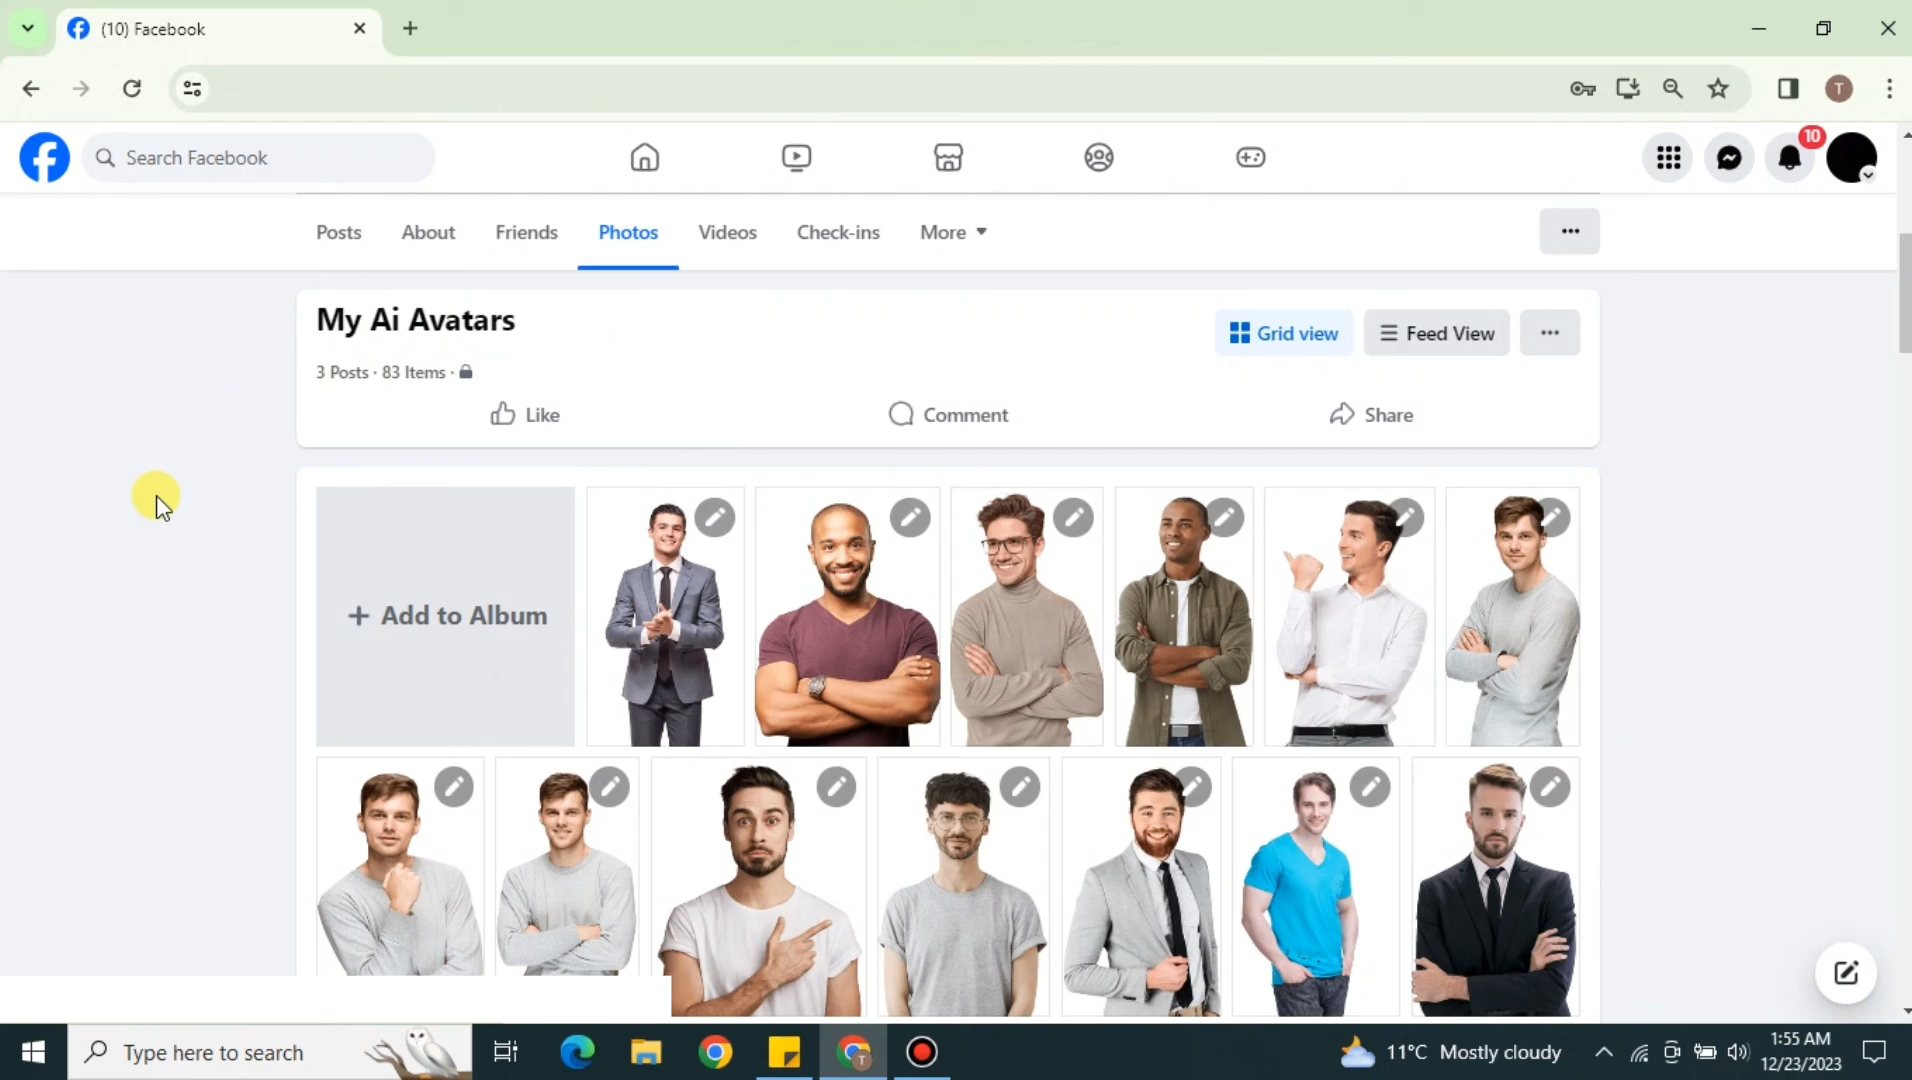 (10) Facebook
T
Search Facebook
10
Posts
About
Friends
Photos
Videos
Check-ins
More
My Ai Avatars
Grid view
Feed View
3 Posts · 83 Items ·
Like
Comment
Share
+ Add to Album
Type here to search
T
11°C Mostly cloudy
1:55 AM
12/23/2023